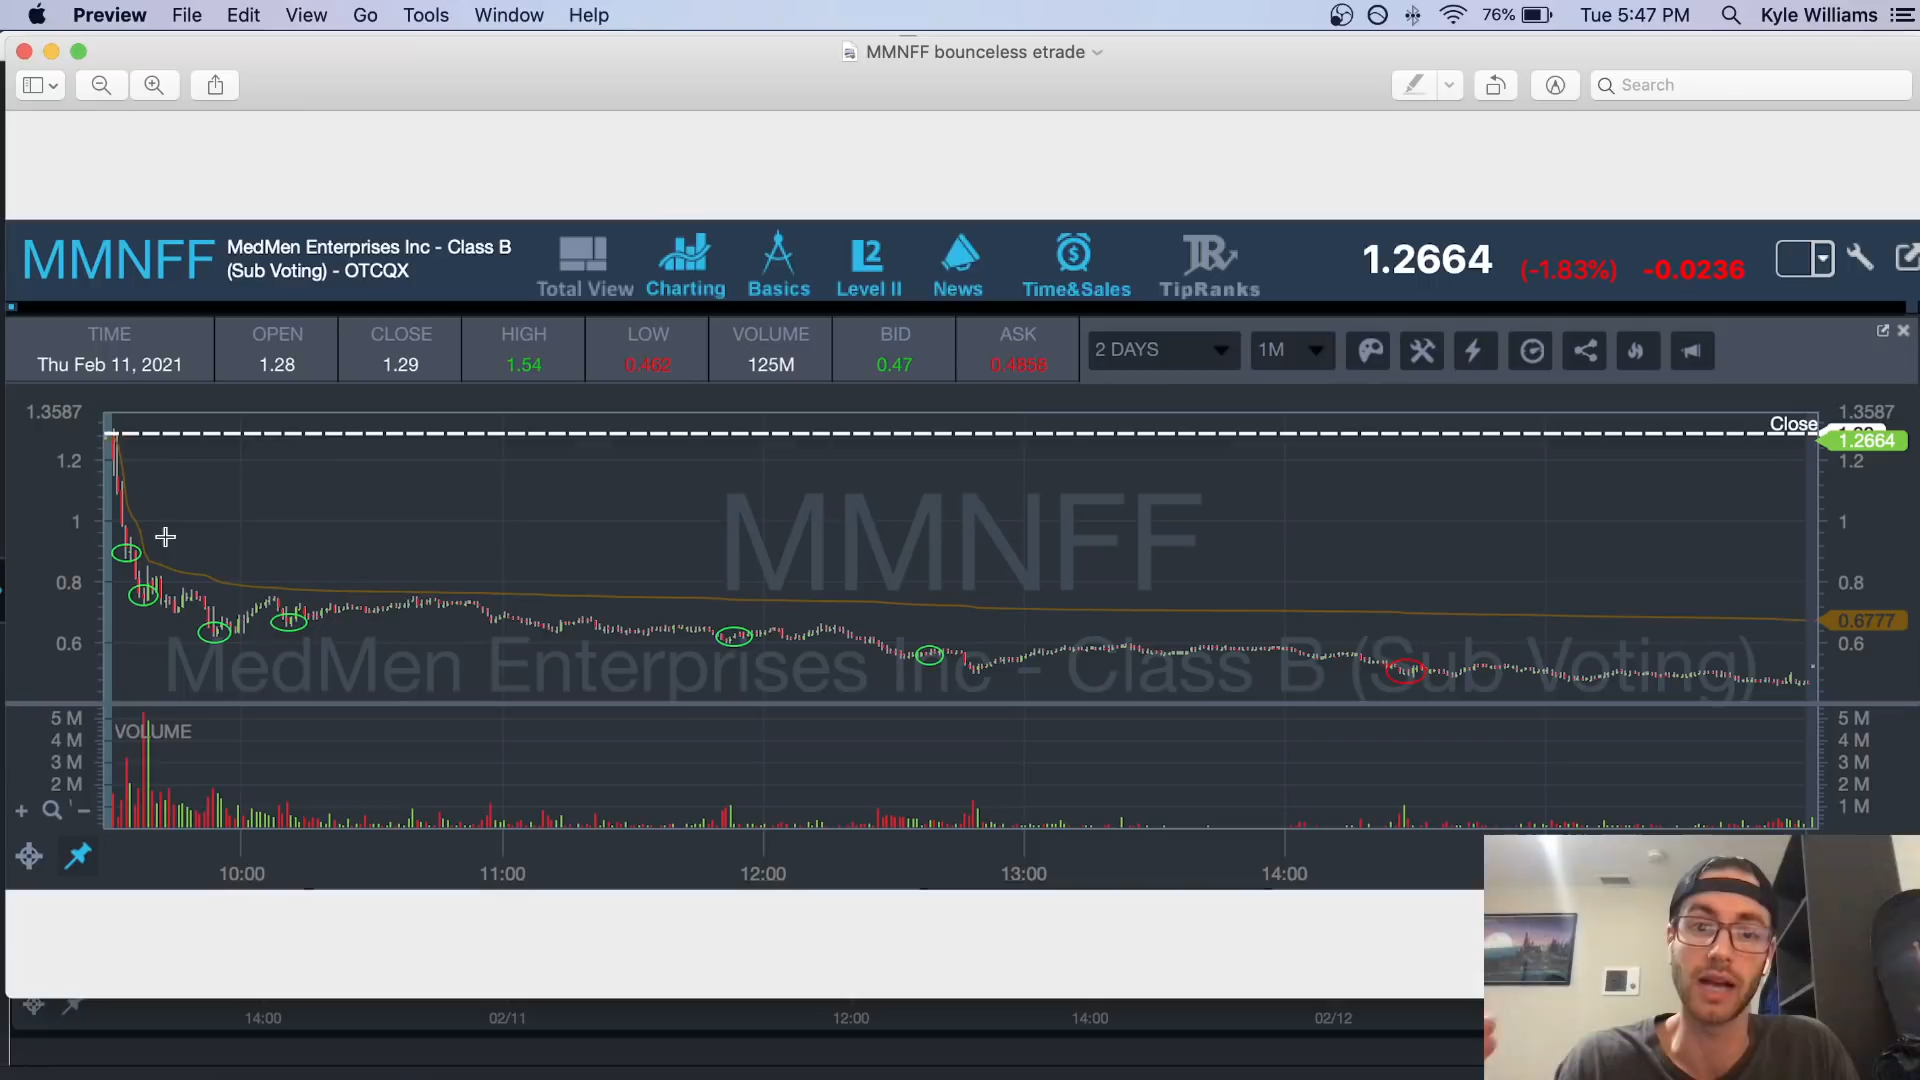 Preview File Edit View Go Tools Window Help 76% Tue 5:47 PM Kyle Williams
MMNFF bounceless etrade
Search
MMNFF MedMen Enterprises Inc - Class B
(Sub Voting) - OTCQX
Total View Charting Basics L2 Level II News Time&Sales TR TipRanks
1.2664 (-1.83%) -0.0236
TIME OPEN CLOSE HIGH LOW VOLUME BID ASK
Thu Feb 11, 2021 1.28 1.29 1.54 0.462 125M 0.47 0.4858
2 DAYS 1M
1.3587 1.3587
Close
1.2664
1.2 1.2
MMNFF
1 1
0.8 0.8
0.6777
0.6 0.6
MedMen Enterprises Inc - Class B (Sub Voting)
5 M 5 M
VOLUME
4 M 4 M
3 M 3 M
2 M 2 M
1 M
10:00 11:00 12:00 13:00 14:00
14:00 02/11 12:00 14:00 02/12